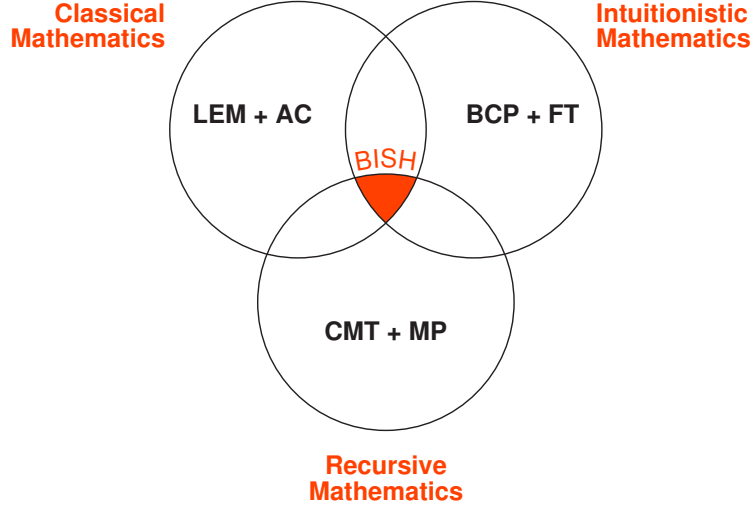 Classical
Mathematics
Intuitionistic
Mathematics
LEM + AC
BCP + FT
BISH
CMT + MP
Recursive
Mathematics